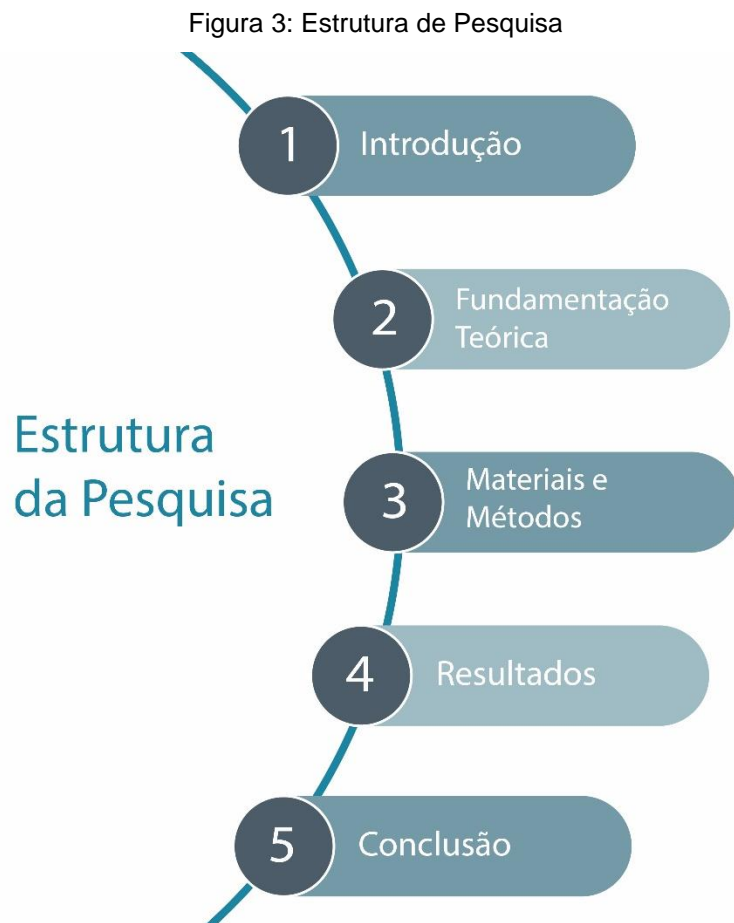 Figura 3: Estrutura de Pesquisa
1
Introdução
2
Fundamentação
Teórica
Estrutura
da Pesquisa
3
Materiais e
Métodos
4
Resultados
5
Conclusão